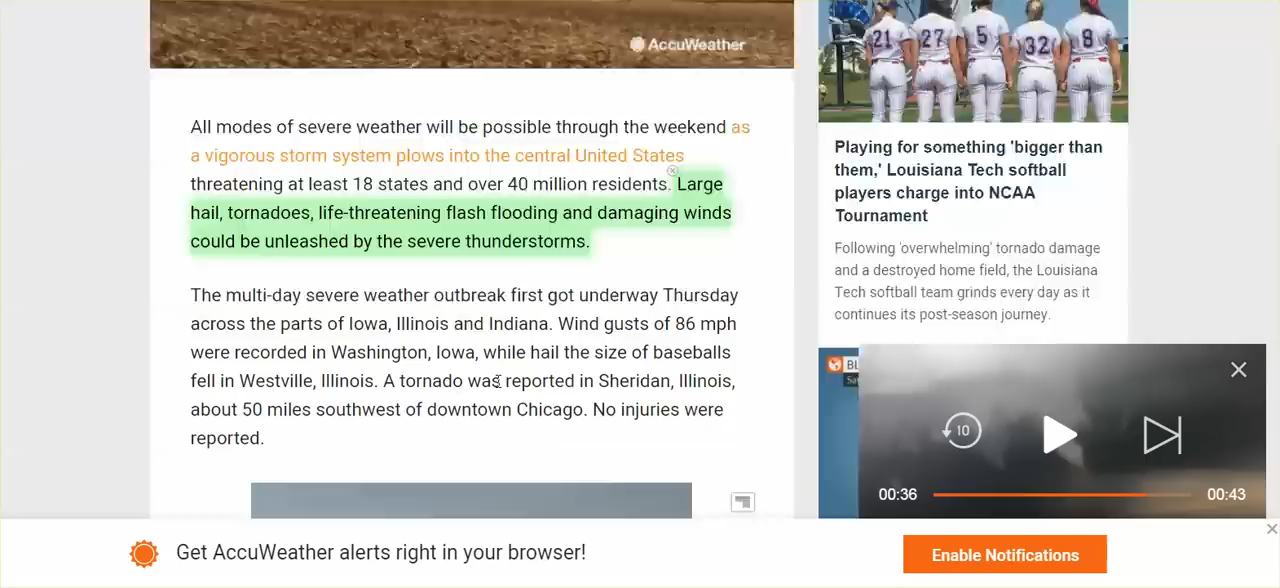 AccuWeather
All modes of severe weather will be possible through the weekend as
a vigorous storm system plows into the central United States
threatening at least 18 states and over 40 million residents. Large
hail, tornadoes, life-threatening flash flooding and damaging winds
could be unleashed by the severe thunderstorms.
The multi-day severe weather outbreak first got underway Thursday
across the parts of Iowa, Illinois and Indiana. Wind gusts of 86 mph
were recorded in Washington, Iowa, while hail the size of baseballs
fell in Westville, Illinois. A tornado was reported in Sheridan, Illinois,
about 50 miles southwest of downtown Chicago. No injuries were
reported.
21 27 5 32 8
Playing for something 'bigger than
them,' Louisiana Tech softball
players charge into NCAA
Tournament
Following 'overwhelming' tornado damage
and a destroyed home field, the Louisiana
Tech softball team grinds every day as it
continues its post-season journey.
BL
10
00:36
00:43
Get AccuWeather alerts right in your browser!
Enable Notifications